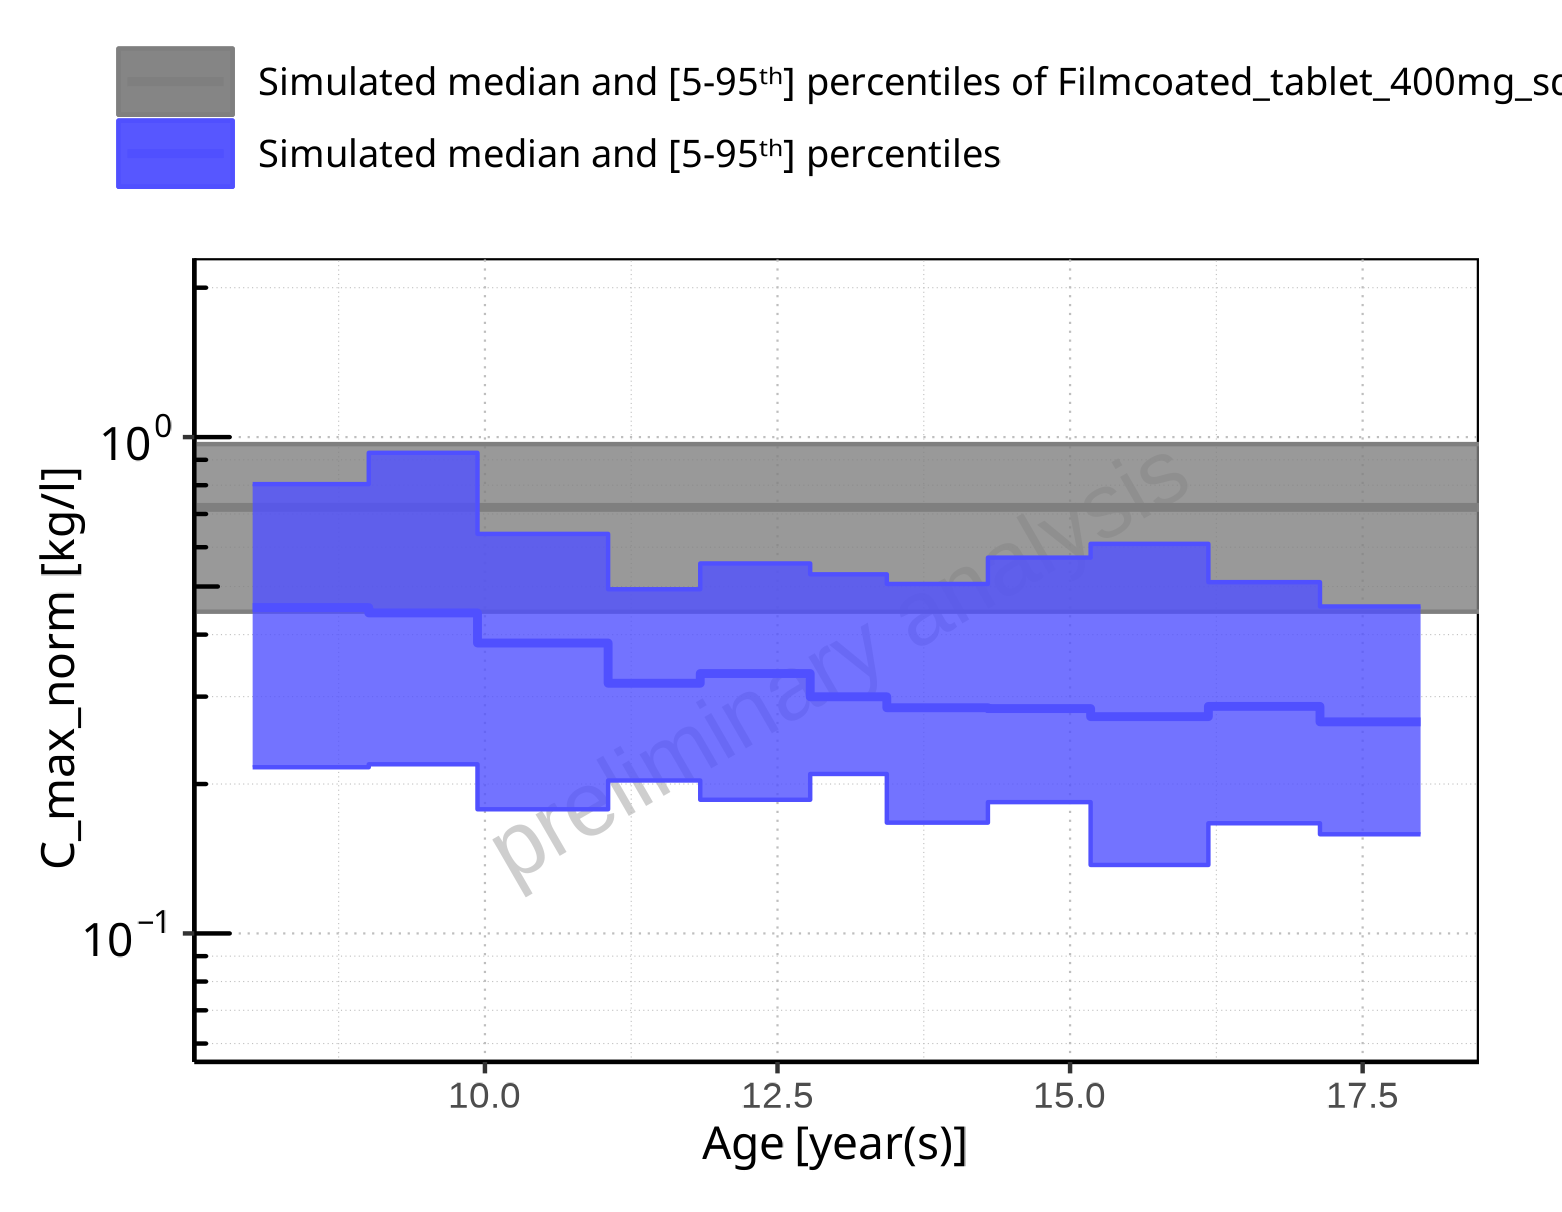 Simulated median and [5-95ᵗʰ] percentiles of Filmcoated_tablet_400mg_sc
Simulated median and [5-95ᵗʰ] percentiles
C_max_norm [kg/l]
10⁰
10⁻¹
preliminary analysis
10.0 12.5 15.0 17.5
Age [year(s)]